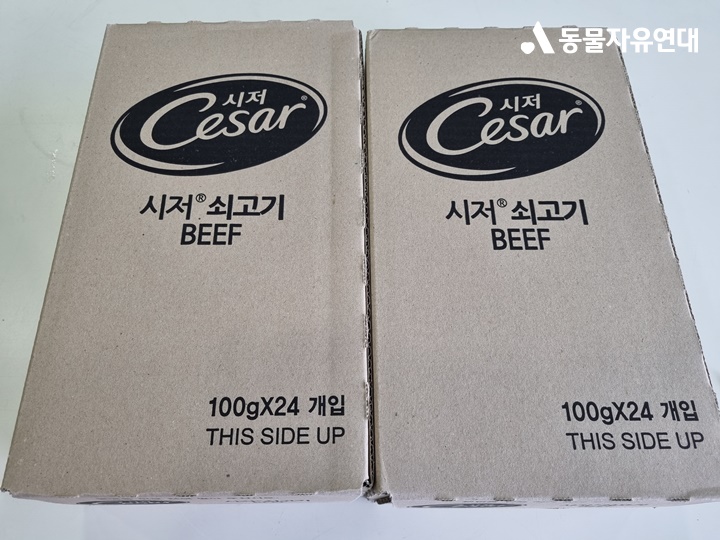 동물자유연대
시저
Cesar®
시저® 쇠고기
BEEF
100gX24 개입
THIS SIDE UP
시저
Cesar®
시저® 쇠고기
BEEF
100gX24 개입
THIS SIDE UP